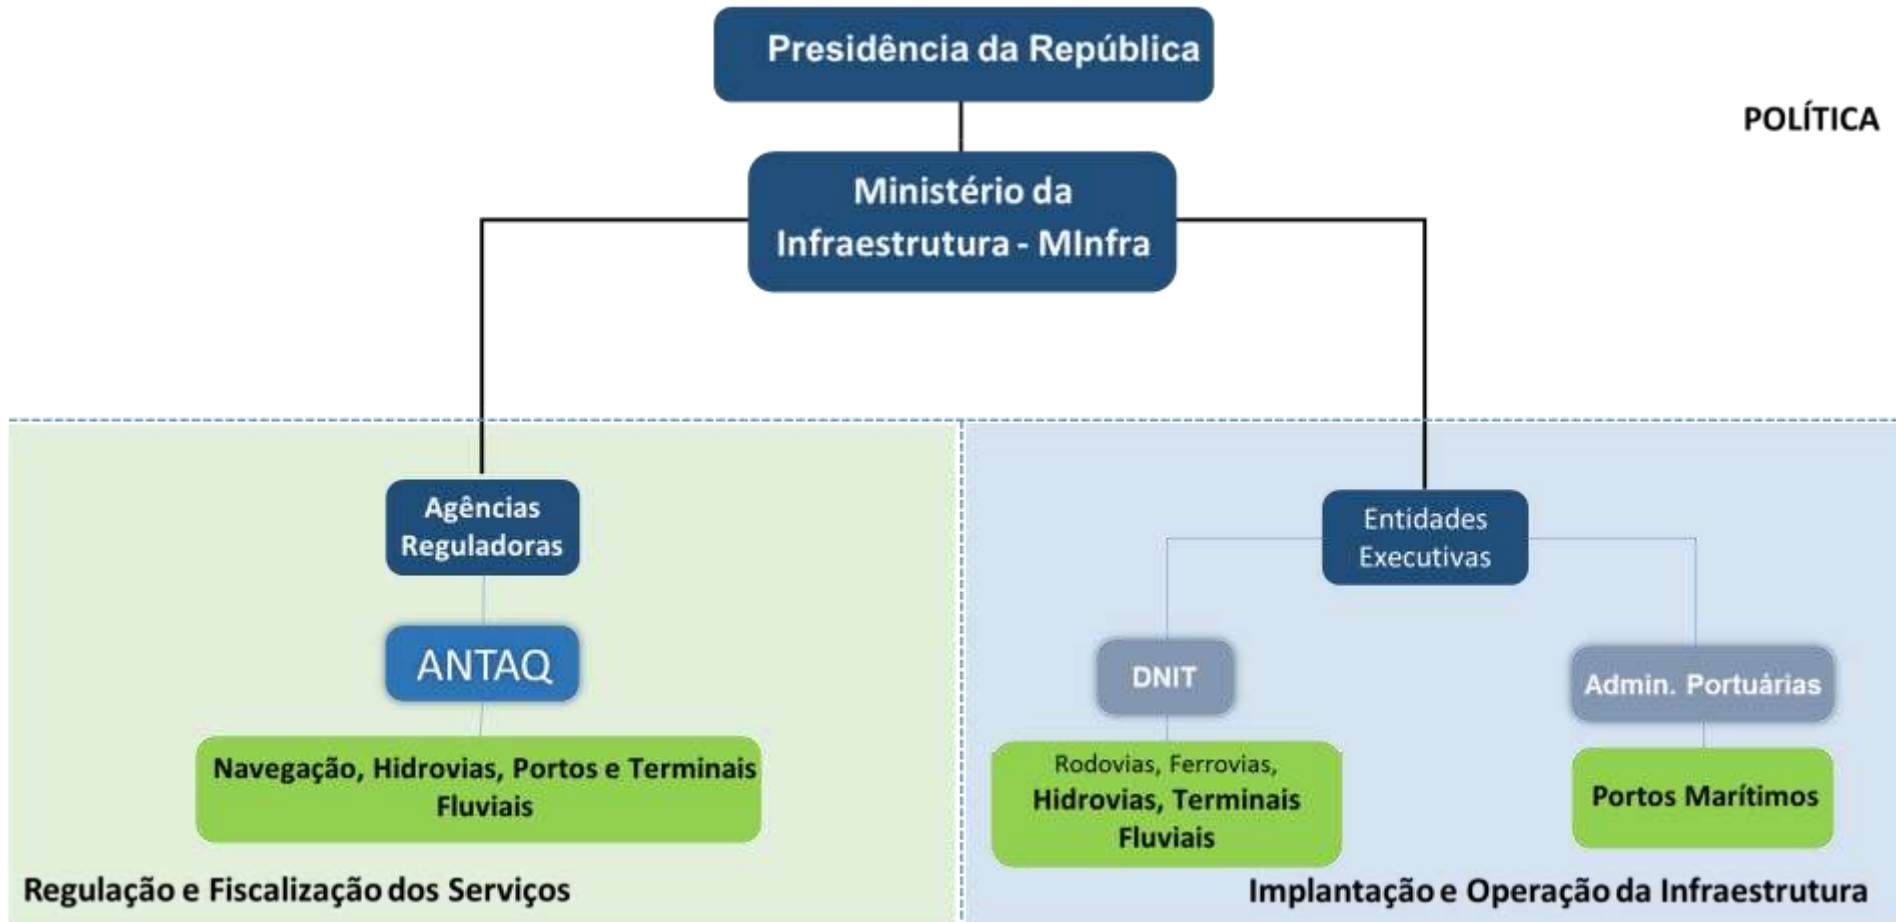 Presidência da República
POLÍTICA
Ministério da
Infraestrutura - MInfra
Agências
Reguladoras
ANTAQ
Navegação, Hidrovias, Portos e Terminais
Fluviais
Regulação e Fiscalização dos Serviços
Entidades
Executivas
DNIT
Rodovias, Ferrovias,
Hidrovias, Terminais
Fluviais
Admin. Portuárias
Portos Marítimos
Implantação e Operação da Infraestrutura